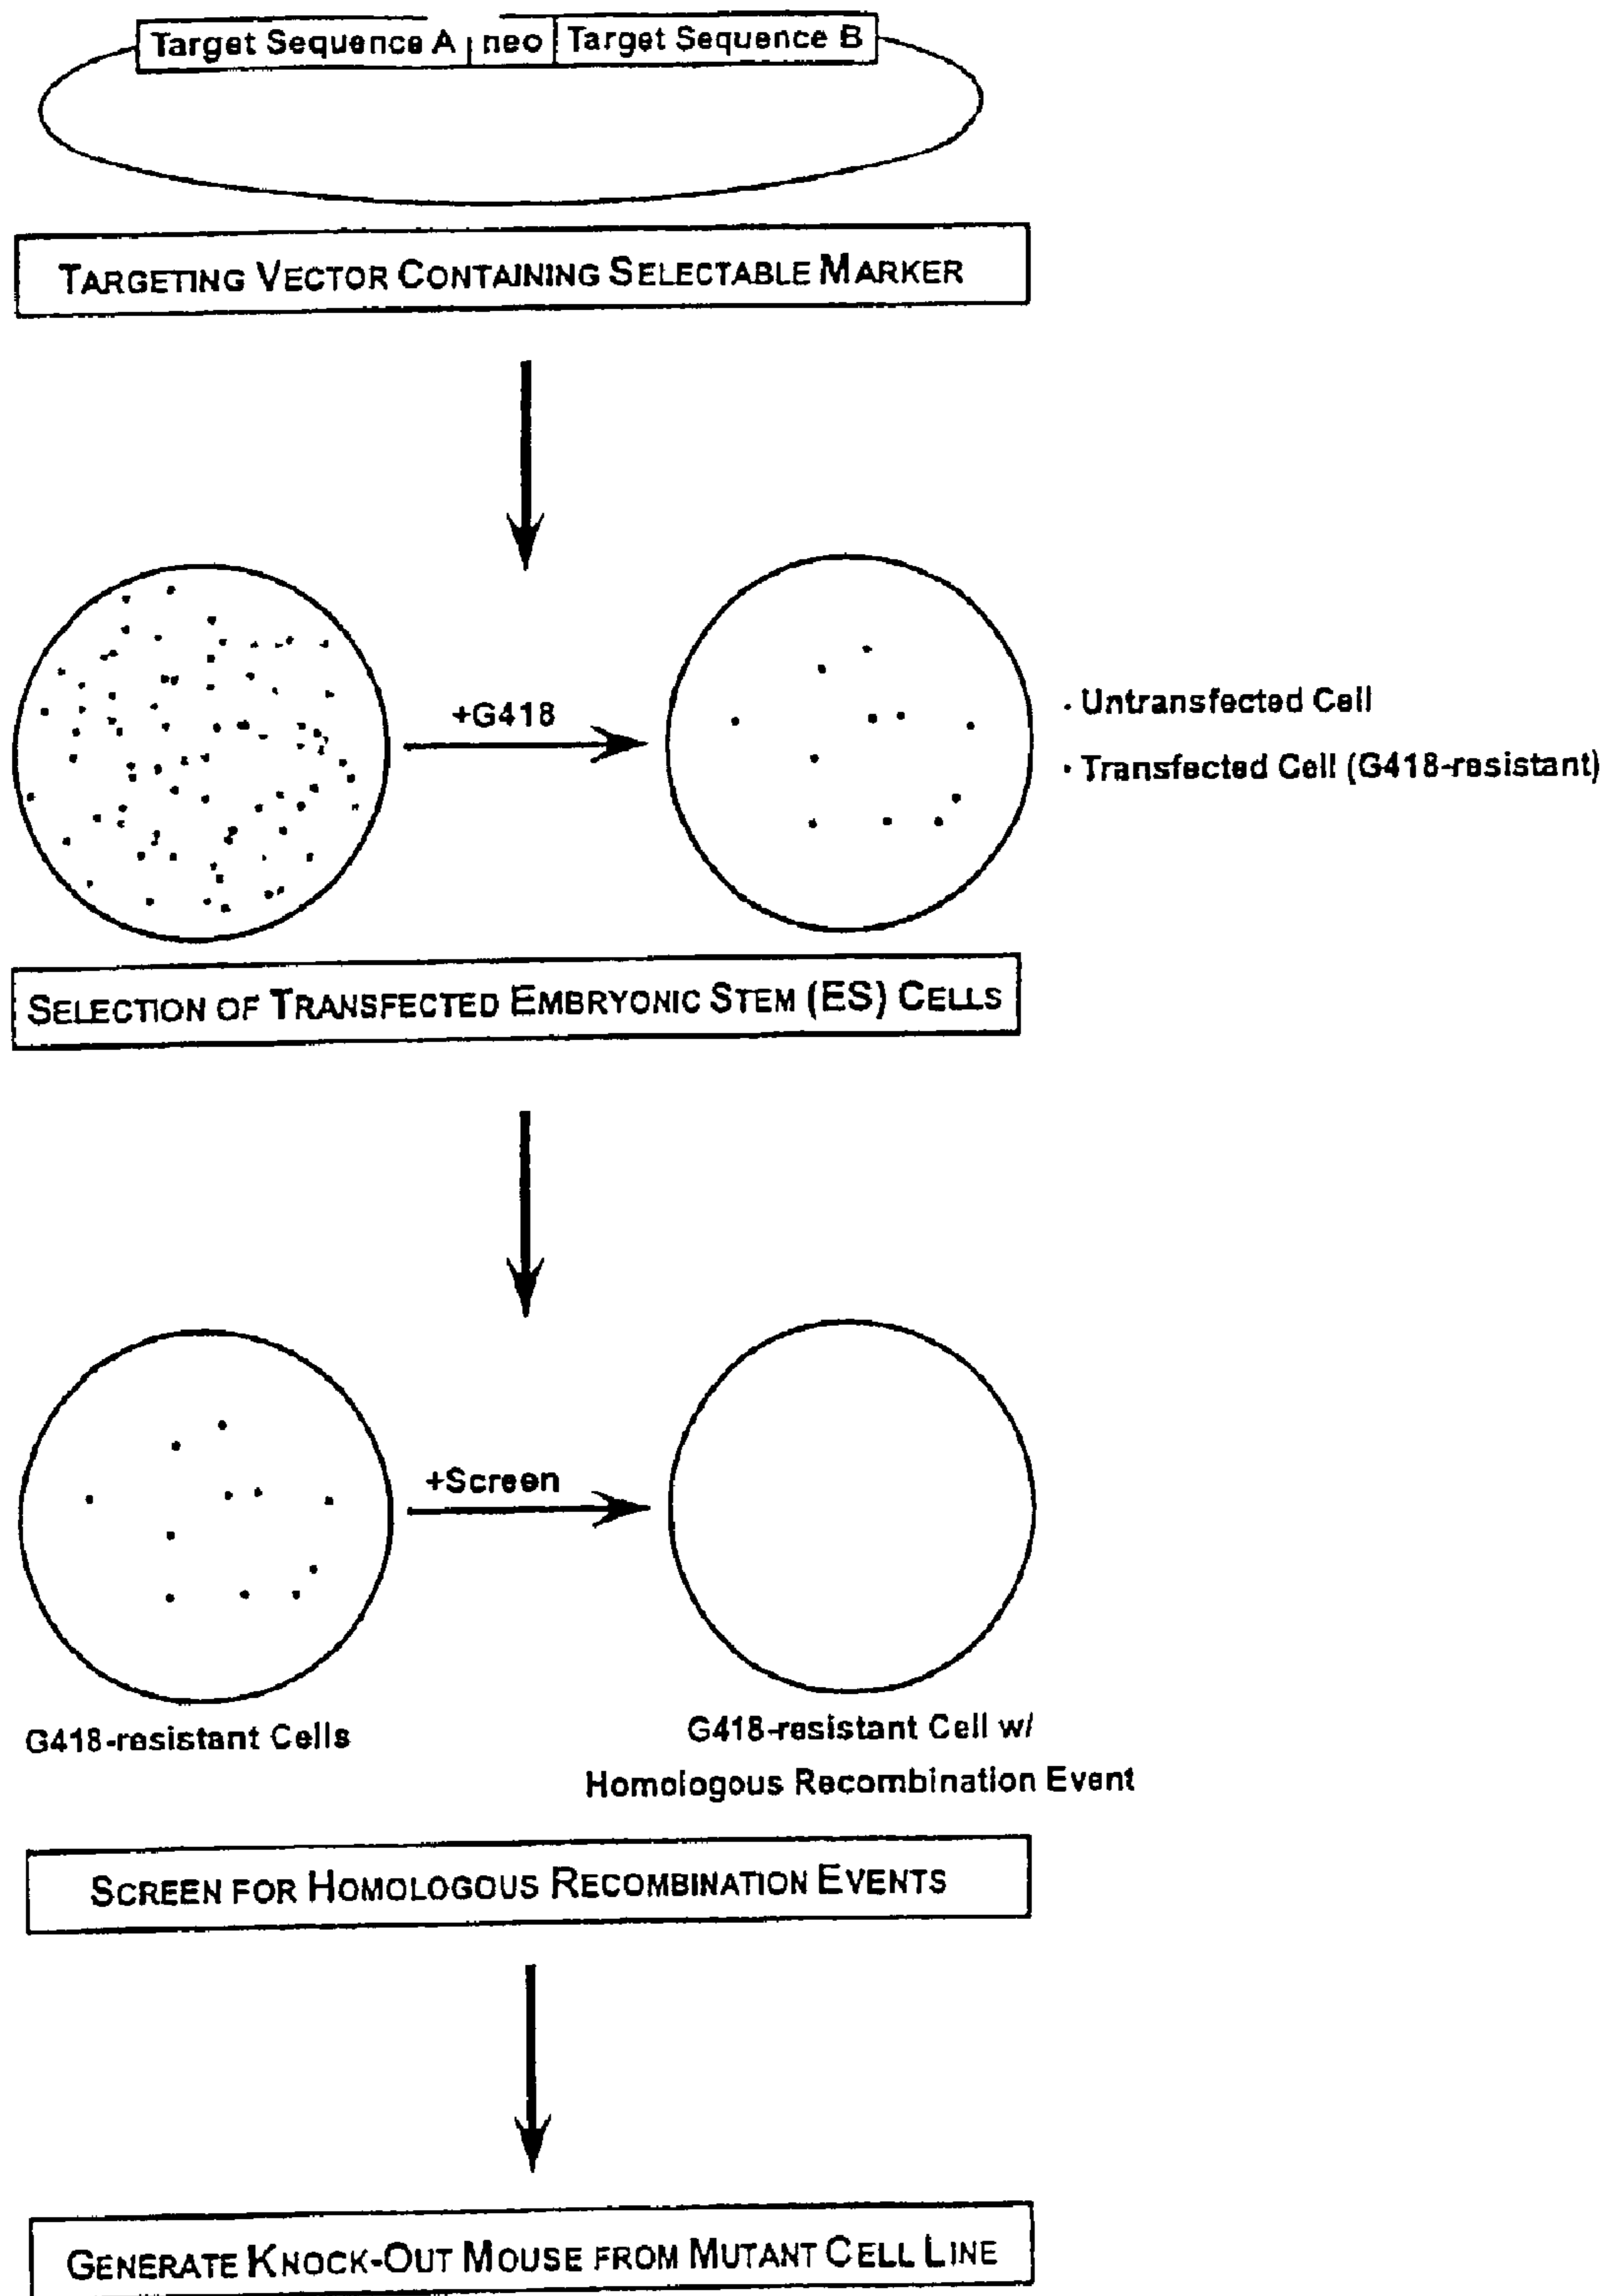 Target Sequence A neo Target Sequence B
TARGETING VECTOR CONTAINING SELECTABLE MARKER
+G418
· Untransfected Cell
· Transfected Cell (G418-resistant)
SELECTION OF TRANSFECTED EMBRYONIC STEM (ES) CELLS
+Screen
G418-resistant Cells
G418-resistant Cell w/
Homologous Recombination Event
SCREEN FOR HOMOLOGOUS RECOMBINATION EVENTS
GENERATE KNOCK-OUT MOUSE FROM MUTANT CELL LINE